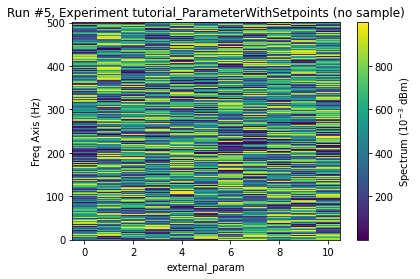 Run #5, Experiment tutorial_ParameterWithSetpoints (no sample)
500
400
300
200
100
0
Freq Axis (Hz)
0 2 4 6 8 10
external_param
800
600
400
200
Spectrum (10⁻³ dBm)